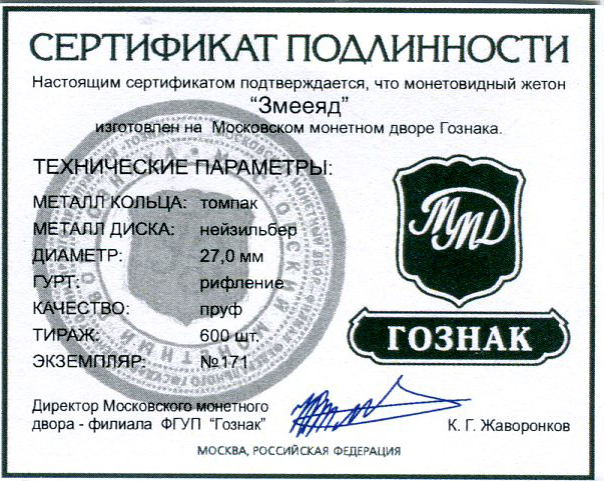 СЕРТИФИКАТ ПОДЛИННОСТИ
Настоящим сертификатом подтверждается, что монетовидный жетон
“Змееяд”
изготовлен на Московском монетном дворе Гознака.
ТЕХНИЧЕСКИЕ ПАРАМЕТРЫ:
МЕТАЛЛ КОЛЬЦА: томпак
МЕТАЛЛ ДИСКА: нейзильбер
ДИАМЕТР: 27,0 мм
ГУРТ: рифление
КАЧЕСТВО: пруф
ТИРАЖ: 600 шт.
ЭКЗЕМПЛЯР: №171
ММД
ГОЗНАК
Директор Московского монетного
двора - филиала ФГУП “Гознак”
К. Г. Жаворонков
МОСКВА, РОССИЙСКАЯ ФЕДЕРАЦИЯ